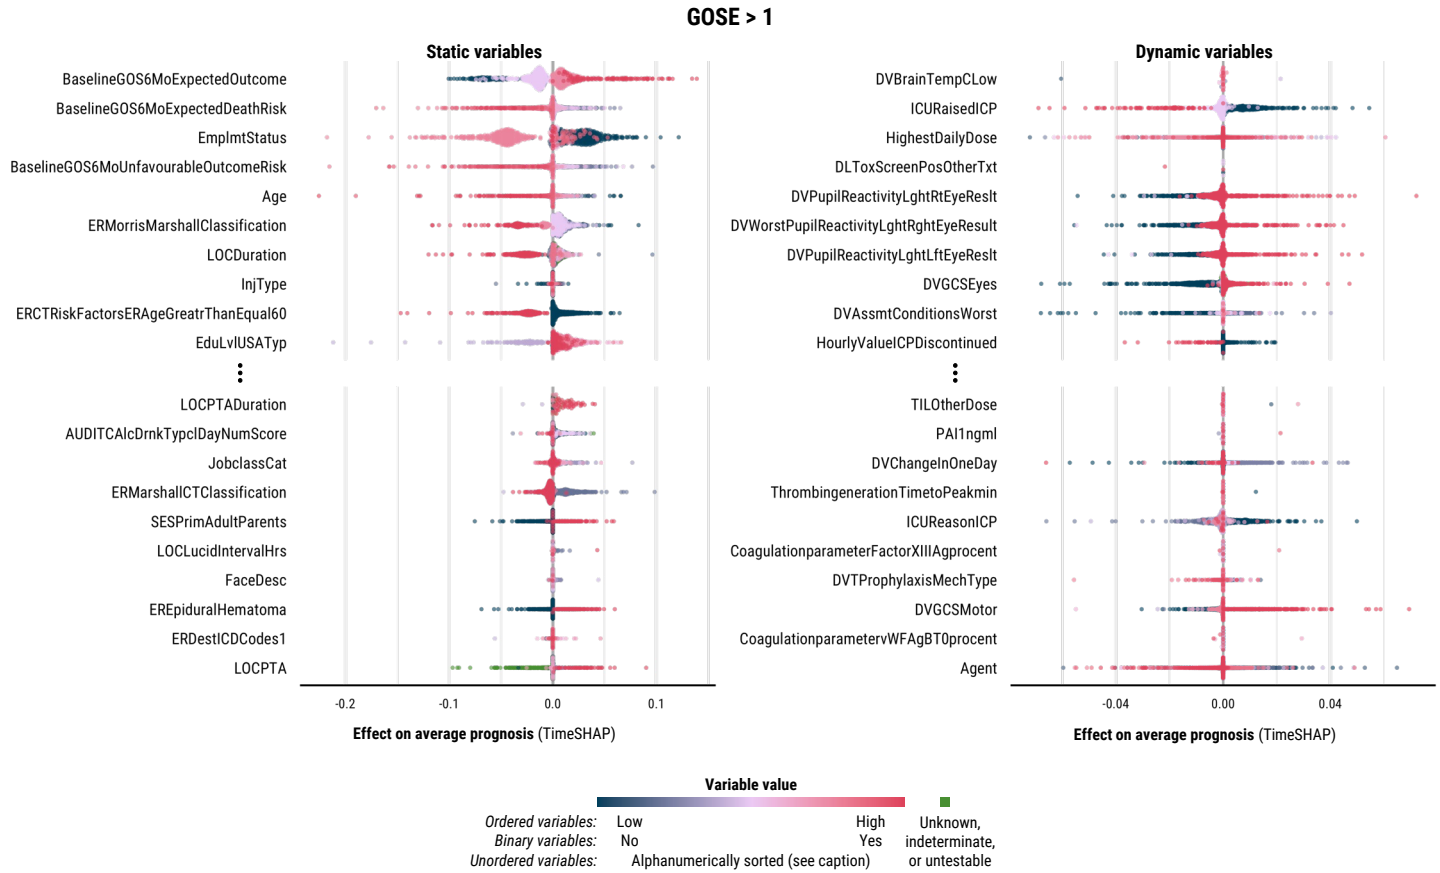 GOSE > 1
Static variables
BaselineGOS6MoExpectedOutcome
BaselineGOS6MoExpectedDeathRisk
EmplmtStatus
BaselineGOS6MoUnfavourableOutcomeRisk
Age
ERMorrisMarshallClassification
LOCDuration
InjType
ERCTRiskFactorsERAgeGreatrThanEqual60
EduLvlUSATyp
LOCPTADuration
AUDITCAlcDrnkTypclDayNumScore
JobclassCat
ERMarshallCTClassification
SESPrimAdultParents
LOCLucidIntervalHrs
FaceDesc
EREpiduralHematoma
ERDestICDCodes1
LOCPTA
-0.2 -0.1 0.0 0.1
Effect on average prognosis (TimeSHAP)
Dynamic variables
DVBrainTempCLow
ICURaisedICP
HighestDailyDose
DLToxScreenPosOtherTxt
DVPupilReactivityLghtRtEyeReslt
DVWorstPupilReactivityLghtRghtEyeResult
DVPupilReactivityLghtLftEyeReslt
DVGCSEyes
DVAssmtConditionsWorst
HourlyValueICPDiscontinued
TILOtherDose
PAI1ngml
DVChangeInOneDay
ThrombingenerationTimetoPeakmin
ICUReasonICP
CoagulationparameterFactorXIIIAgprocent
DVTProphylaxisMechType
DVGCSMotor
CoagulationparametervWFAgBT0procent
Agent
-0.04 0.00 0.04
Effect on average prognosis (TimeSHAP)
Variable value
Ordered variables: Low High
Binary variables: No Yes
Unordered variables: Alphanumerically sorted (see caption)
Unknown,
indeterminate,
or untestable